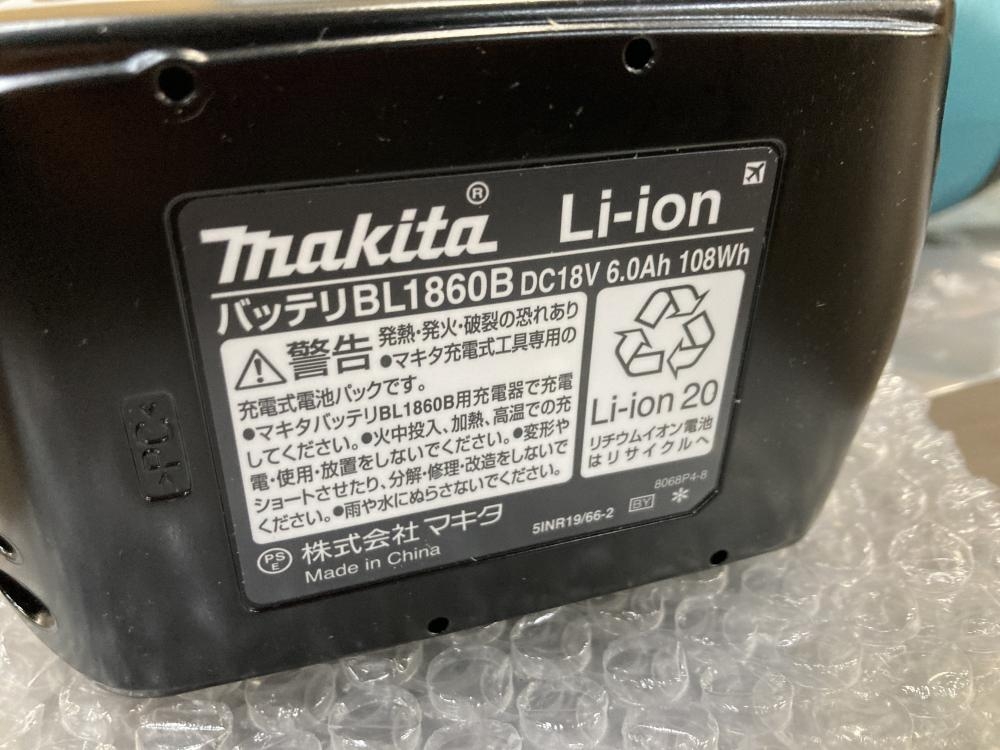 makita®
Li-ion
バッテリBL1860B DC18V 6.0Ah 108Wh
警告 発熱・発火・破裂の恐れあり
●マキタ充電式工具専用の
充電式電池パックです。
●マキタバッテリBL1860B用充電器で充電
してください。●火中投入、加熱、高温での充
電・使用・放置をしないでください。●変形や
ショートさせたり、分解・修理・改造をしないで
ください。●雨や水にぬらさないでください。
Li-ion 20
リチウムイオン電池
はリサイクルへ
8068P4-8
PSE 株式会社 マキタ
5INR19/66-2 BY *
Made in China
>PC<